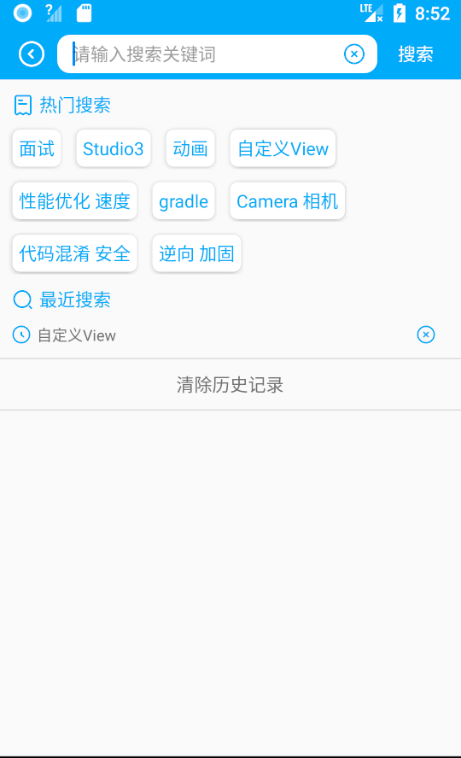 LTE 8:52
请输入搜索关键词 搜索
热门搜索
面试 Studio3 动画 自定义View
性能优化 速度 gradle Camera 相机
代码混淆 安全 逆向 加固
最近搜索
自定义View
清除历史记录